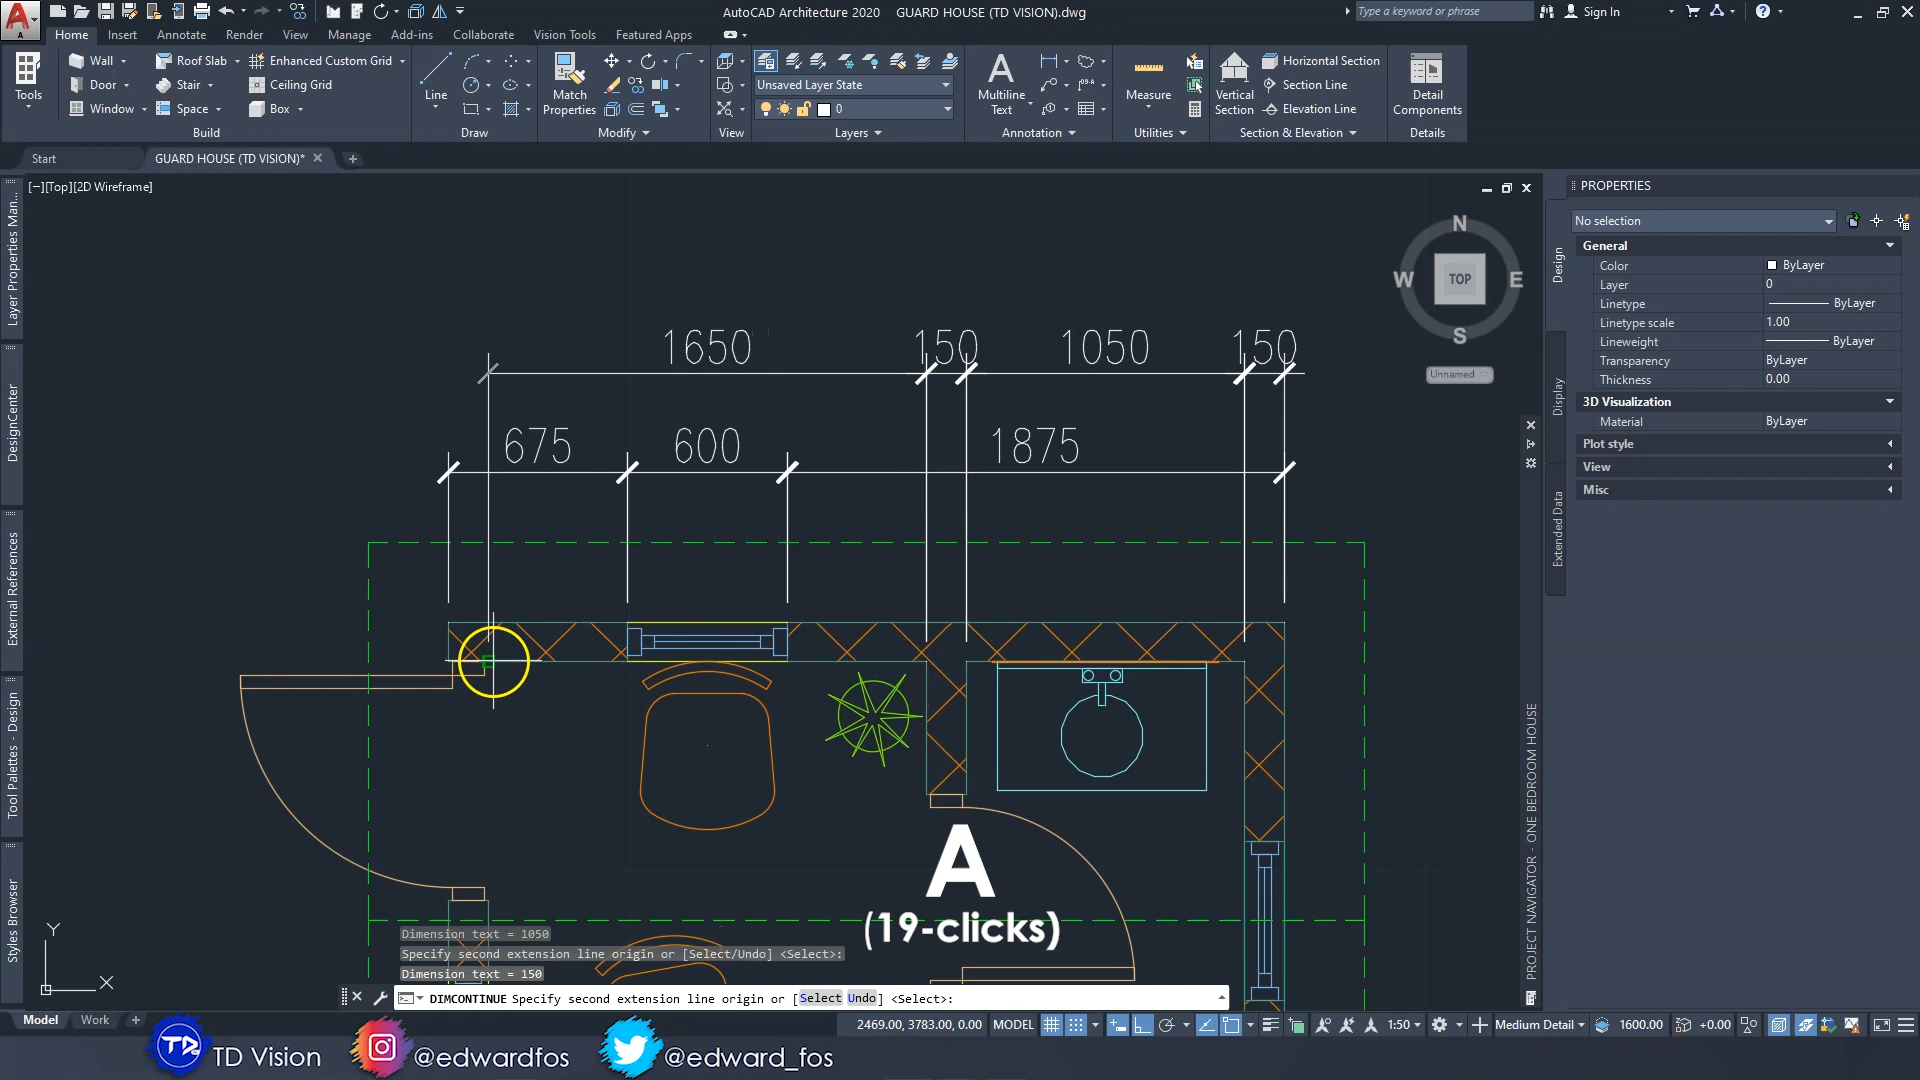 AutoCAD Architecture 2020 GUARD HOUSE (TD VISION).dwg
Type a keyword or phrase
Sign In
A
Home Insert Annotate Render View Manage Add-ins Collaborate Vision Tools Featured Apps
Tools
Wall Roof Slab Enhanced Custom Grid
Door Stair Ceiling Grid
Window Space Box
Build
Line
Draw
Match Properties
Modify
View
Unsaved Layer State
0
Layers
Multiline Text
Annotation
Measure
Utilities
Vertical Section
Horizontal Section
Section Line
Elevation Line
Section & Elevation
Detail Components
Details
Start
GUARD HOUSE (TD VISION)*
[−][Top][2D Wireframe]
Layer Properties Man...
DesignCenter
External References
Tool Palettes - Design
Styles Browser
N
W TOP E
S
Unnamed
1650 150 1050 150
675 600 1875
PROPERTIES
No selection
General
Color ByLayer
Layer 0
Linetype ByLayer
Linetype scale 1.00
Lineweight ByLayer
Transparency ByLayer
Thickness 0.00
3D Visualization
Material ByLayer
Plot style
View
Misc
Design
Display
Extended Data
PROJECT NAVIGATOR - ONE BEDROOM HOUSE
A
(19-clicks)
Y
X
Dimension text = 1050
Specify second extension line origin or [Select/Undo] <Select>:
Dimension text = 150
DIMCONTINUE Specify second extension line origin or [Select Undo] <Select>:
Model Work
2469.00, 3783.00, 0.00 MODEL 1:50 Medium Detail 1600.00 +0.00
TD TD Vision @edwardfos @edward_fos